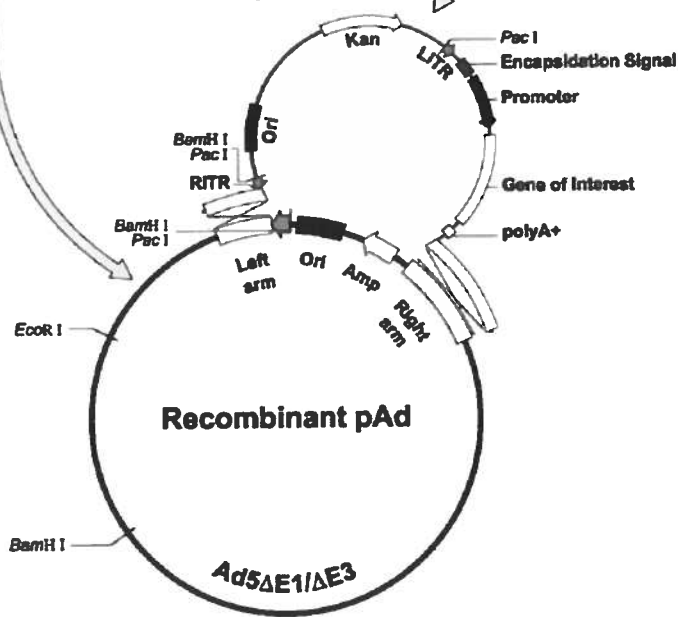 Kan
Pac I
LITR
Encapsidation Signal
Promoter
Ori
BamH I
Pac I
RITR
Gene of Interest
BamH I
Pac I
polyA+
Left
arm
Ori
Amp
Right
arm
EcoR I
Recombinant pAd
BamH I
Ad5ΔE1/ΔE3